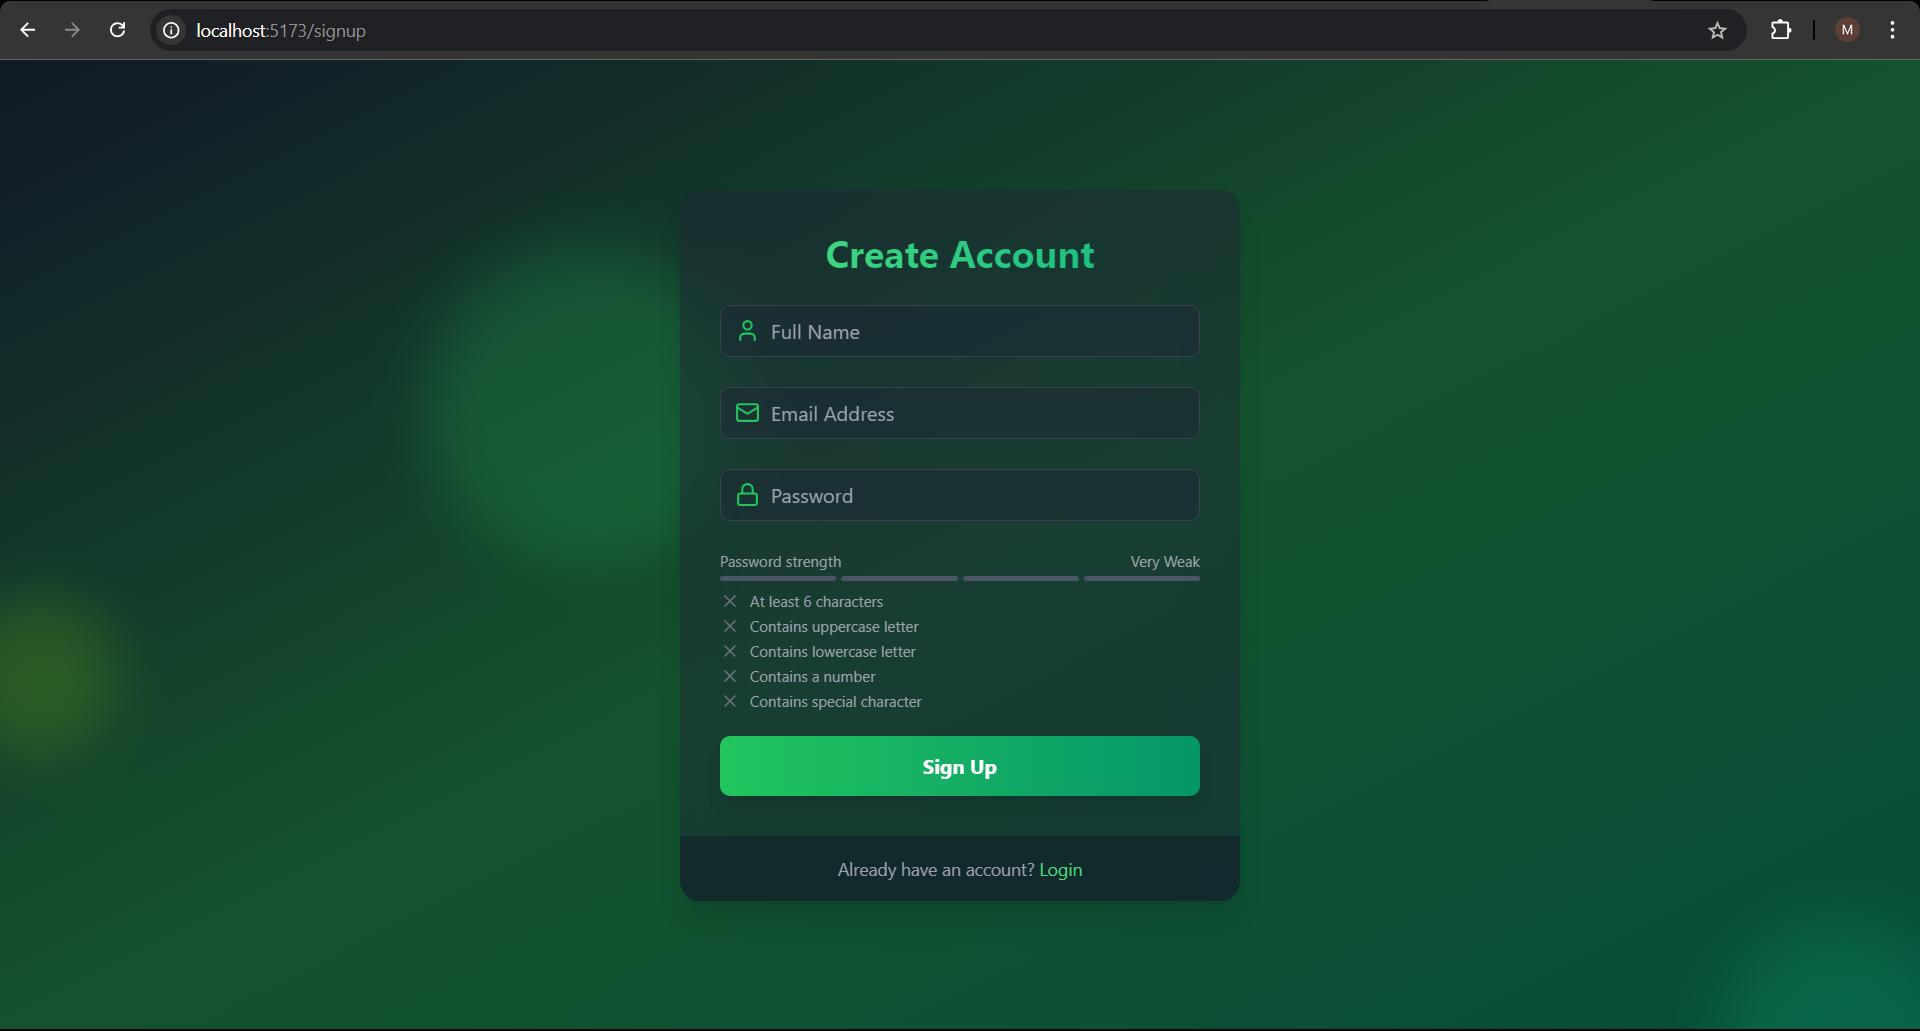 localhost:5173/signup
M
Create Account
Full Name
Email Address
Password
Password strength Very Weak
At least 6 characters
Contains uppercase letter
Contains lowercase letter
Contains a number
Contains special character
Sign Up
Already have an account? Login